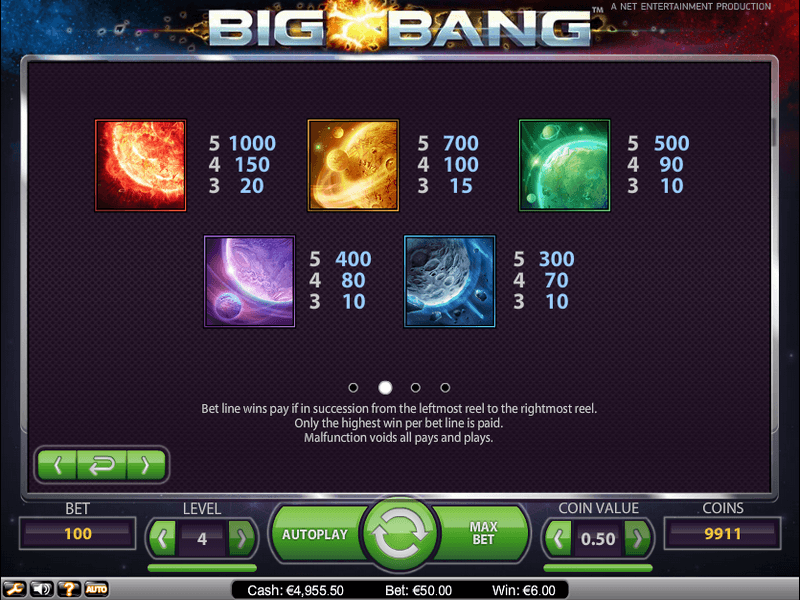 BIG BANG™
A NET ENTERTAINMENT PRODUCTION
5 1000
4 150
3 20
5 700
4 100
3 15
5 500
4 90
3 10
5 400
4 80
3 10
5 300
4 70
3 10
Bet line wins pay if in succession from the leftmost reel to the rightmost reel.
Only the highest win per bet line is paid.
Malfunction voids all pays and plays.
BET
100
LEVEL
4
AUTOPLAY
MAX
BET
COIN VALUE
0.50
COINS
9911
? AUTO
Cash: €4,955.50 Bet: €50.00 Win: €6.00